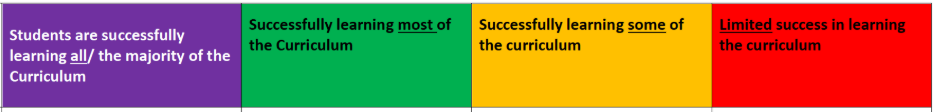 Students are successfully
learning all/ the majority of the
Curriculum
Successfully learning most of
the Curriculum
Successfully learning some of
the curriculum
Limited success in learning
the curriculum